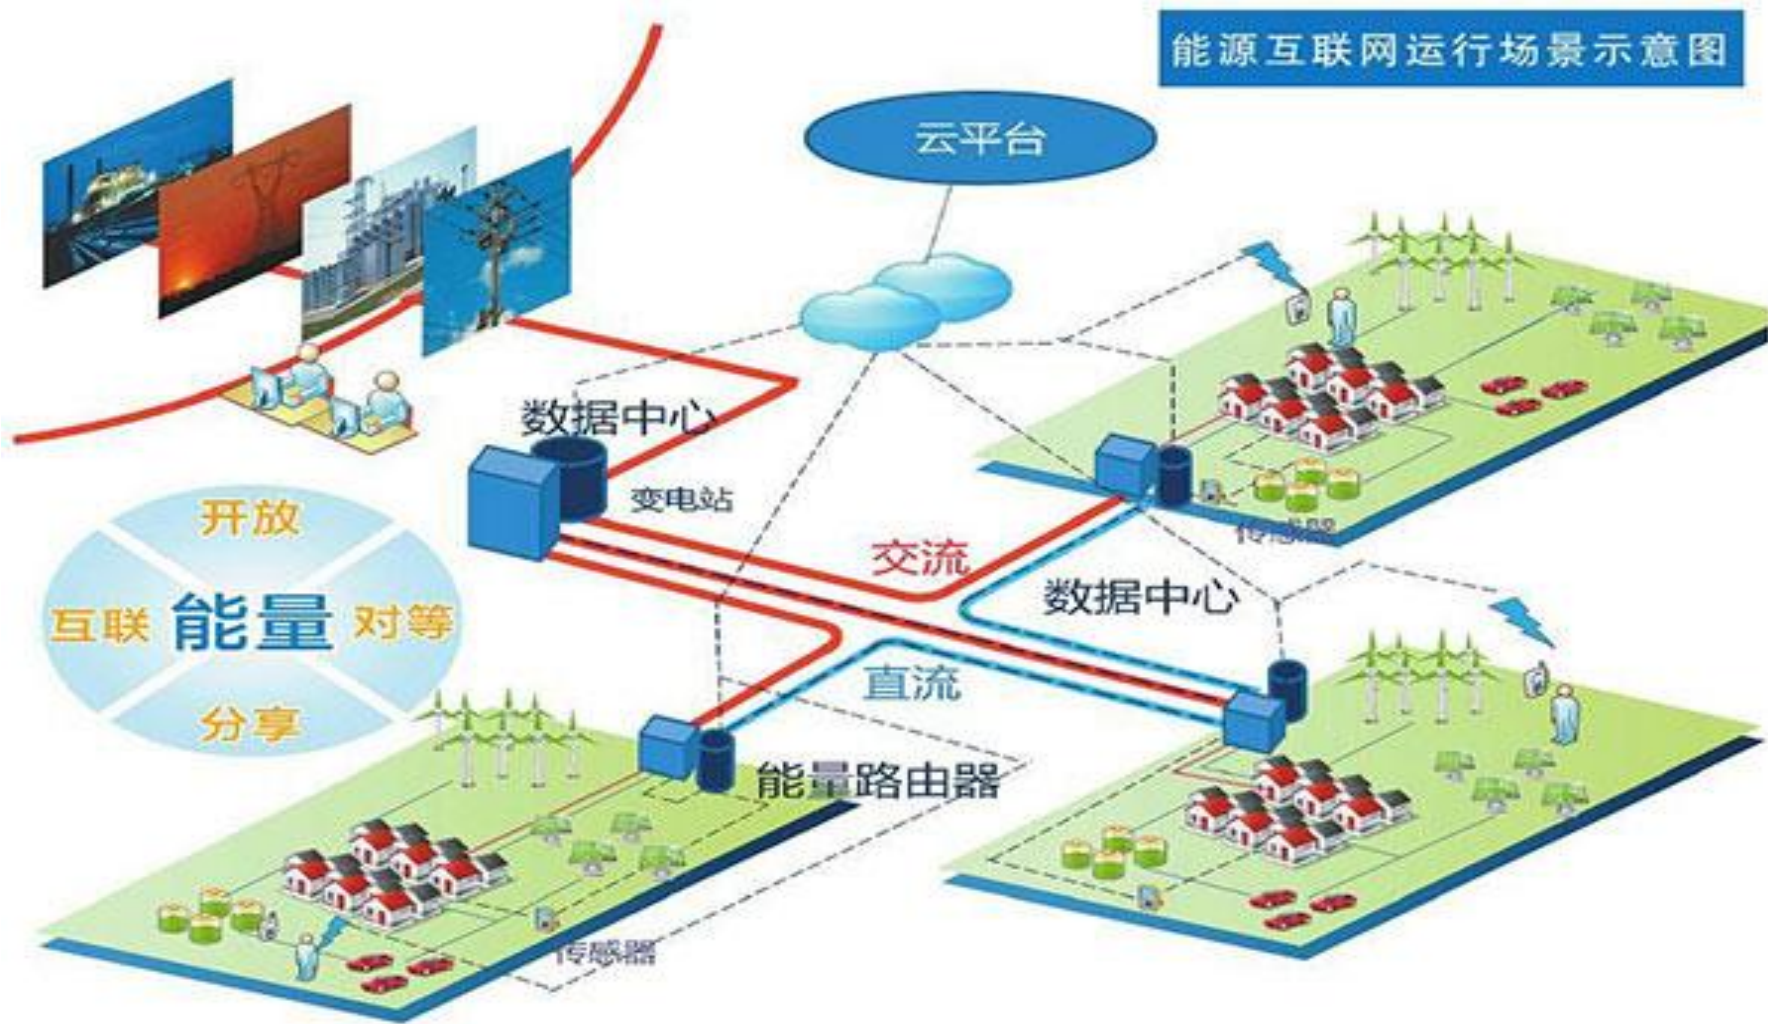 能源互联网运行场景示意图
云平台
数据中心
变电站
开放
互联 能量 对等
分享
交流
数据中心
直流
传感器
能量路由器
传感器